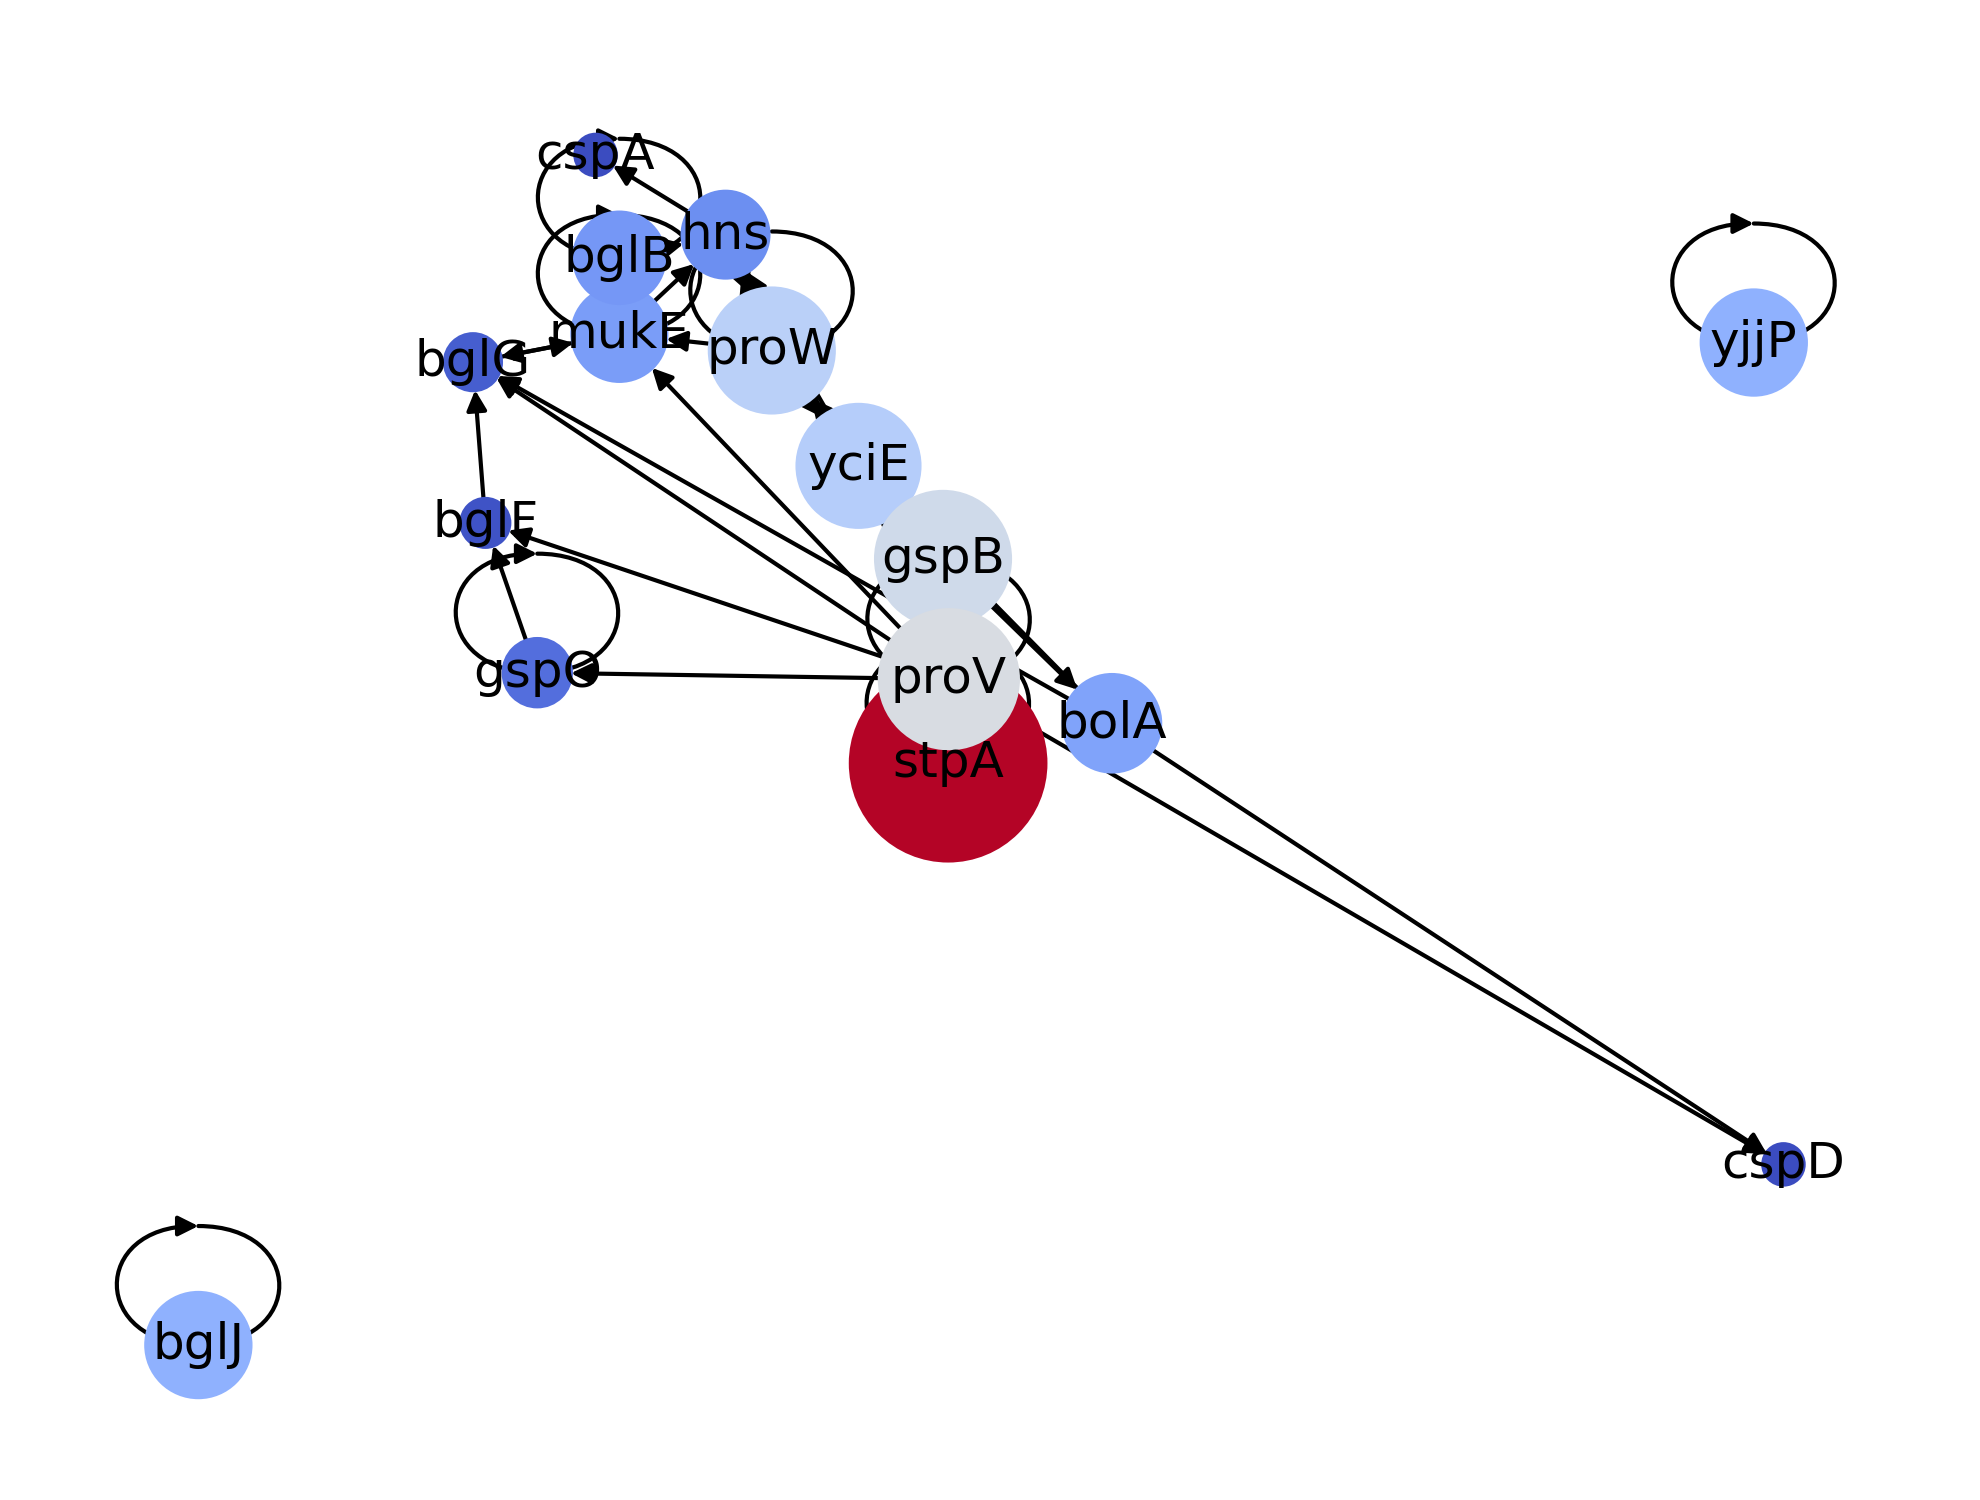 cspA
hns
bglB
mukE
proW
bglG
yjjP
yciE
bglF
gspB
gspC
proV
bolA
stpA
cspD
bglJ